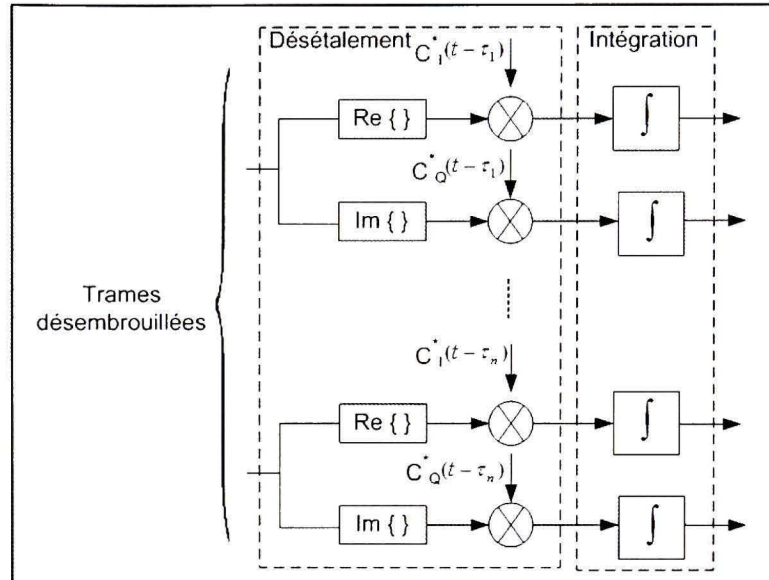 Désétalement
Intégration
C*I(t − τ1)
Re { }
∫
C*Q(t − τ1)
Im { }
∫
Trames
désembrouillées
C*I(t − τn)
Re { }
∫
C*Q(t − τn)
Im { }
∫